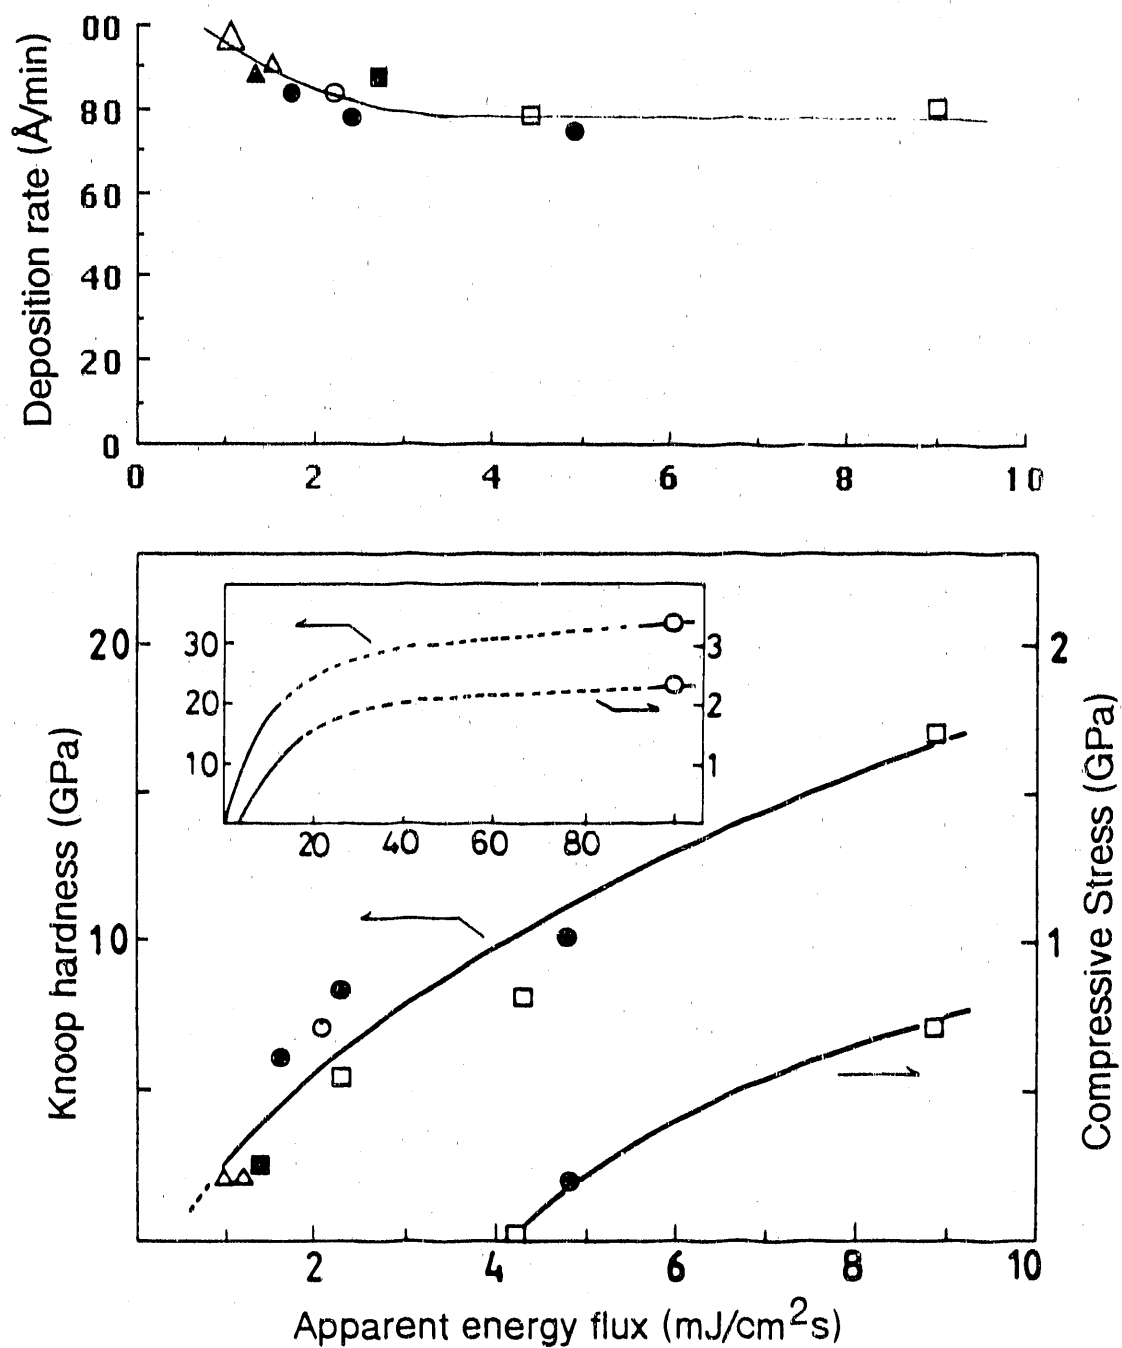 Deposition rate (Å/min)
00
80
60
40
20
0
0 2 4 6 8 10
Knoop hardness (GPa)
20
10
30
20
10
3
2
1
20 40 60 80
2
1
Compressive Stress (GPa)
2 4 6 8 10
Apparent energy flux (mJ/cm²s)